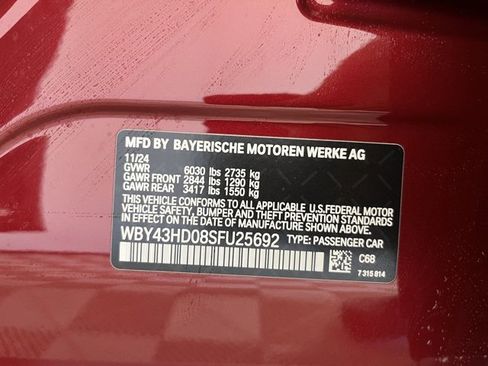 MFD BY BAYERISCHE MOTOREN WERKE AG
11/24
GVWR 6030 lbs 2735 kg
GAWR FRONT 2844 lbs 1290 kg
GAWR REAR 3417 lbs 1550 kg
THIS VEHICLE CONFORMS TO ALL APPLICABLE U.S.FEDERAL MOTOR
VEHICLE SAFETY AND THEFT PREVENTION STANDARDS
IN EFFECT ON THE DATE OF MANUFACTURE SHOWN ABOVE.
WBY43HD08SFU25692 TYPE: PASSENGER CAR
C68
7 315 814